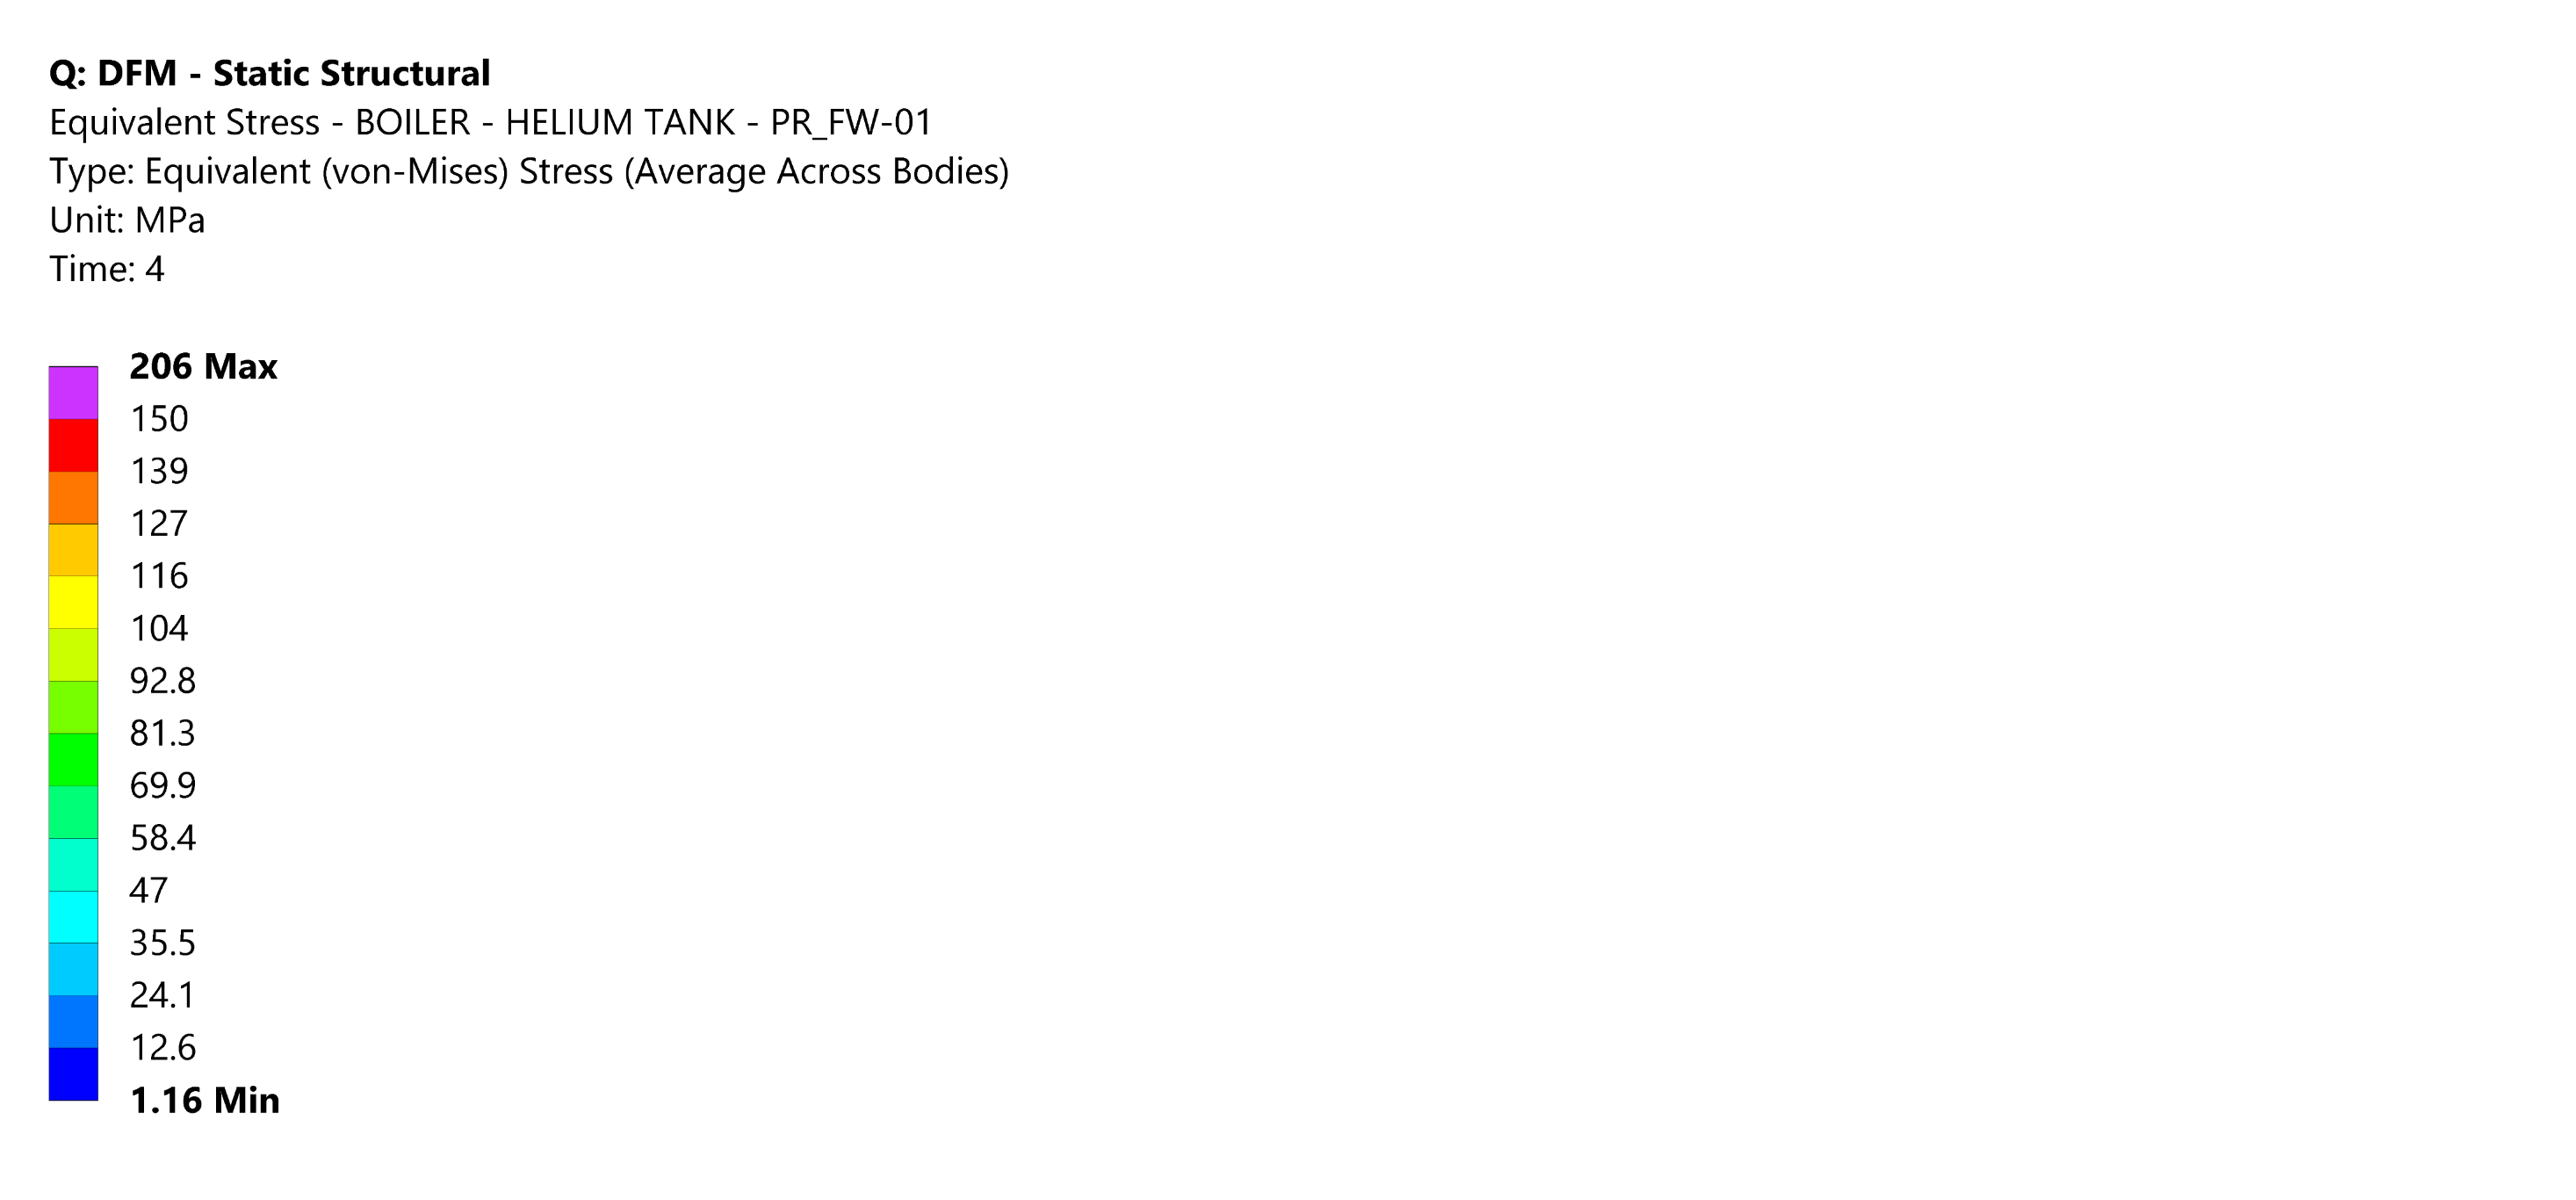 Q: DFM - Static Structural
Equivalent Stress - BOILER - HELIUM TANK - PR_FW-01
Type: Equivalent (von-Mises) Stress (Average Across Bodies)
Unit: MPa
Time: 4
206 Max
150
139
127
116
104
92.8
81.3
69.9
58.4
47
35.5
24.1
12.6
1.16 Min